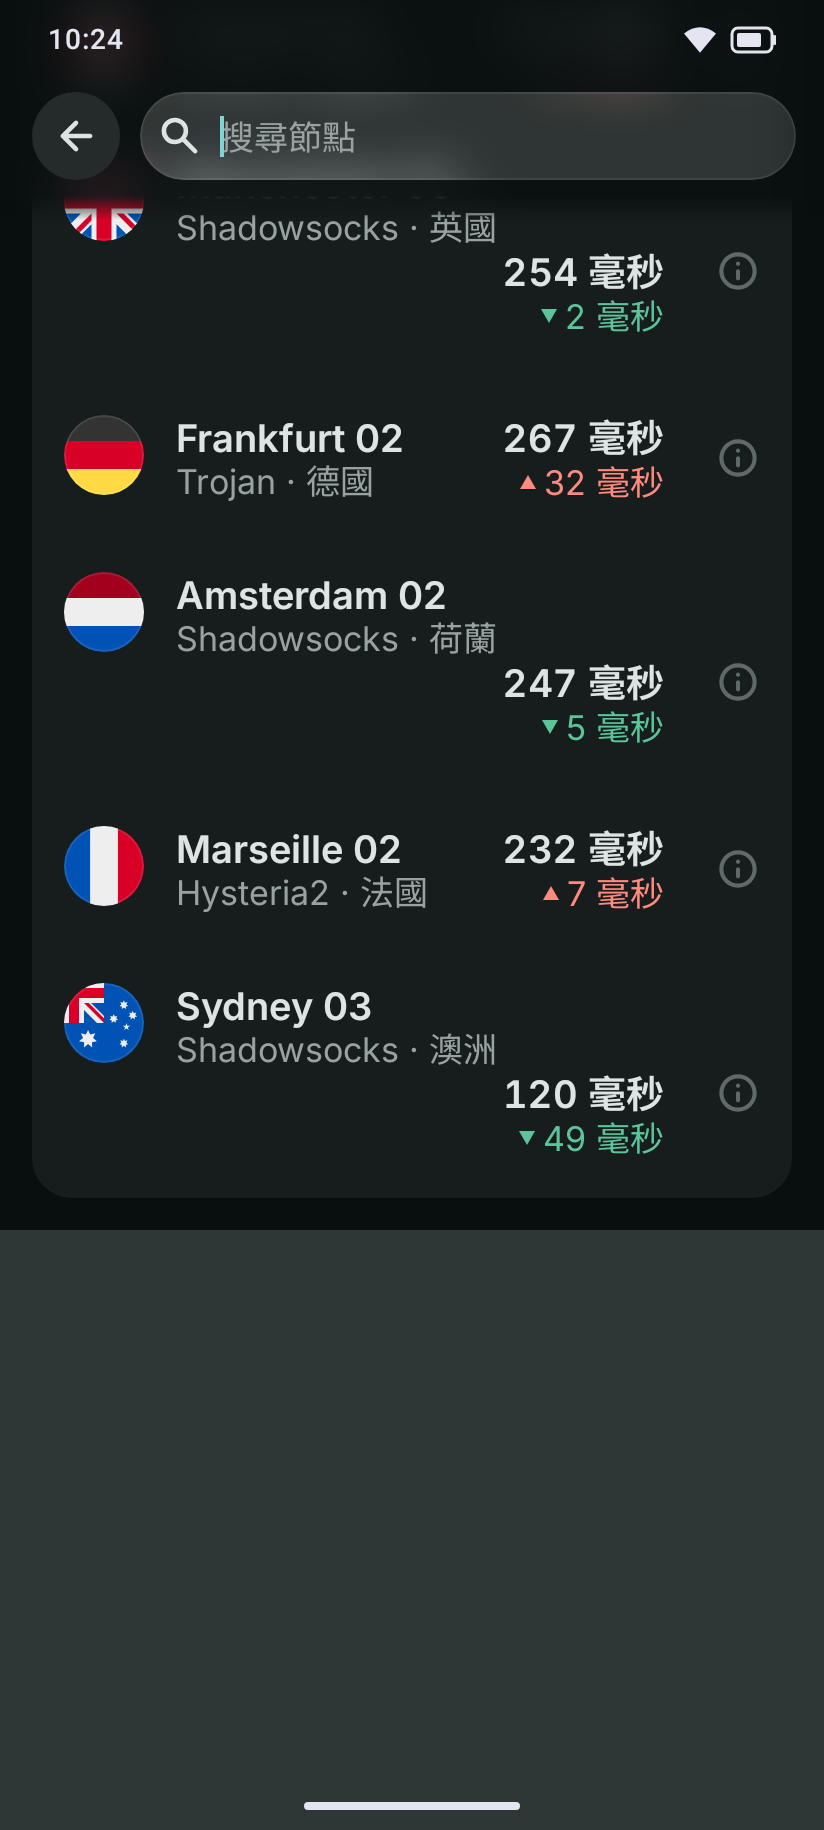 10:24
搜尋節點
Shadowsocks · 英國
254 毫秒
▼2 毫秒
Frankfurt 02
267 毫秒
Trojan · 德國
▲32 毫秒
Amsterdam 02
Shadowsocks · 荷蘭
247 毫秒
▼5 毫秒
Marseille 02
232 毫秒
Hysteria2 · 法國
▲7 毫秒
Sydney 03
Shadowsocks · 澳洲
120 毫秒
▼49 毫秒